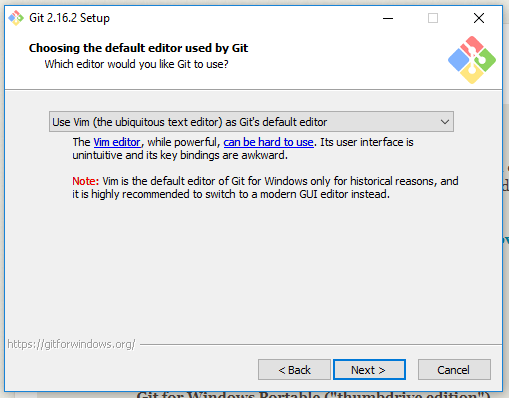 Git 2.16.2 Setup
Choosing the default editor used by Git
Which editor would you like Git to use?
Use Vim (the ubiquitous text editor) as Git's default editor
The Vim editor, while powerful, can be hard to use. Its user interface is
unintuitive and its key bindings are awkward.
Note: Vim is the default editor of Git for Windows only for historical reasons, and
it is highly recommended to switch to a modern GUI editor instead.
https://gitforwindows.org/
< Back
Next >
Cancel
Git for Windows Portable ("thumbdrive edition")